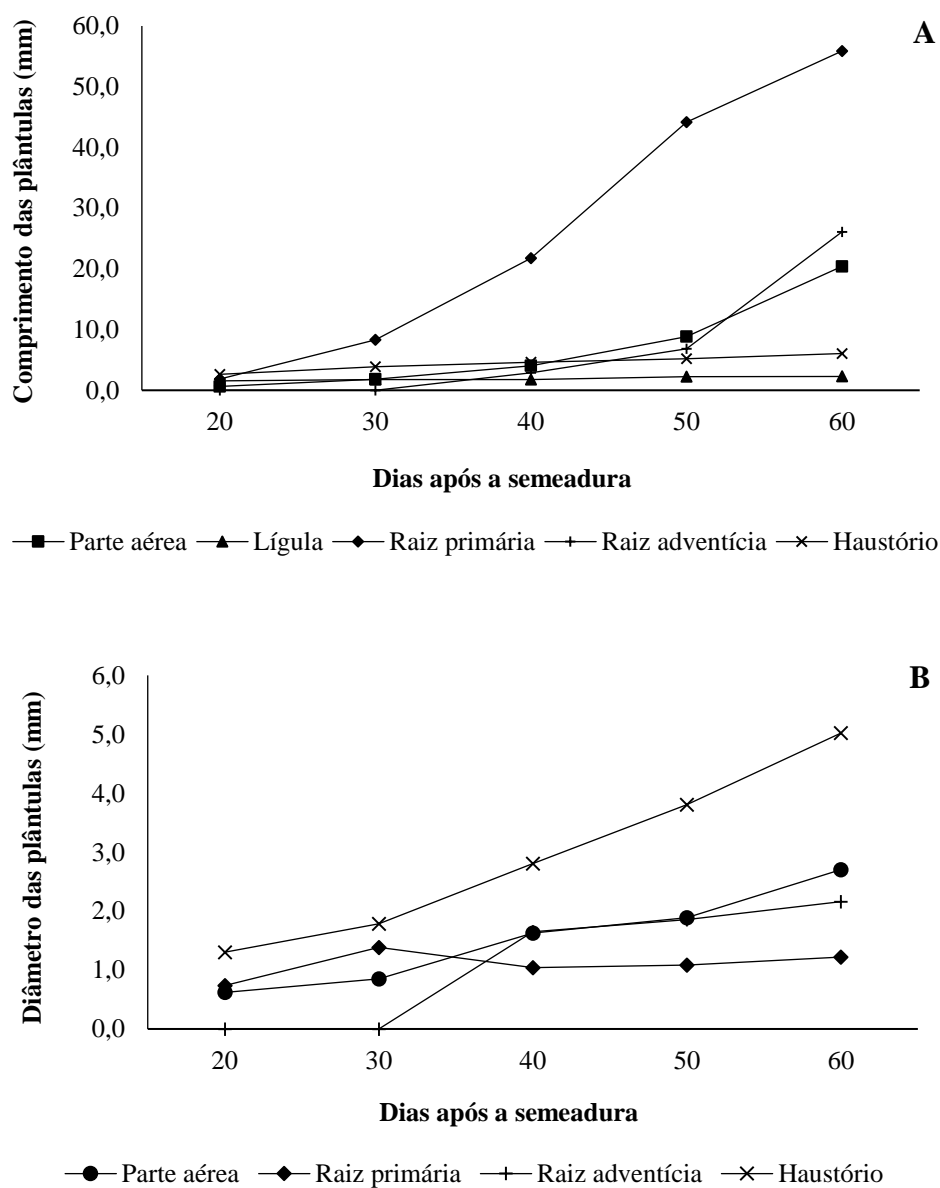 A
Comprimento das plântulas (mm)
60,0
50,0
40,0
30,0
20,0
10,0
0,0
20 30 40 50 60
Dias após a semeadura
Parte aérea Lígula Raiz primária Raiz adventícia Haustório
B
Diâmetro das plântulas (mm)
6,0
5,0
4,0
3,0
2,0
1,0
0,0
20 30 40 50 60
Dias após a semeadura
Parte aérea Raiz primária Raiz adventícia Haustório